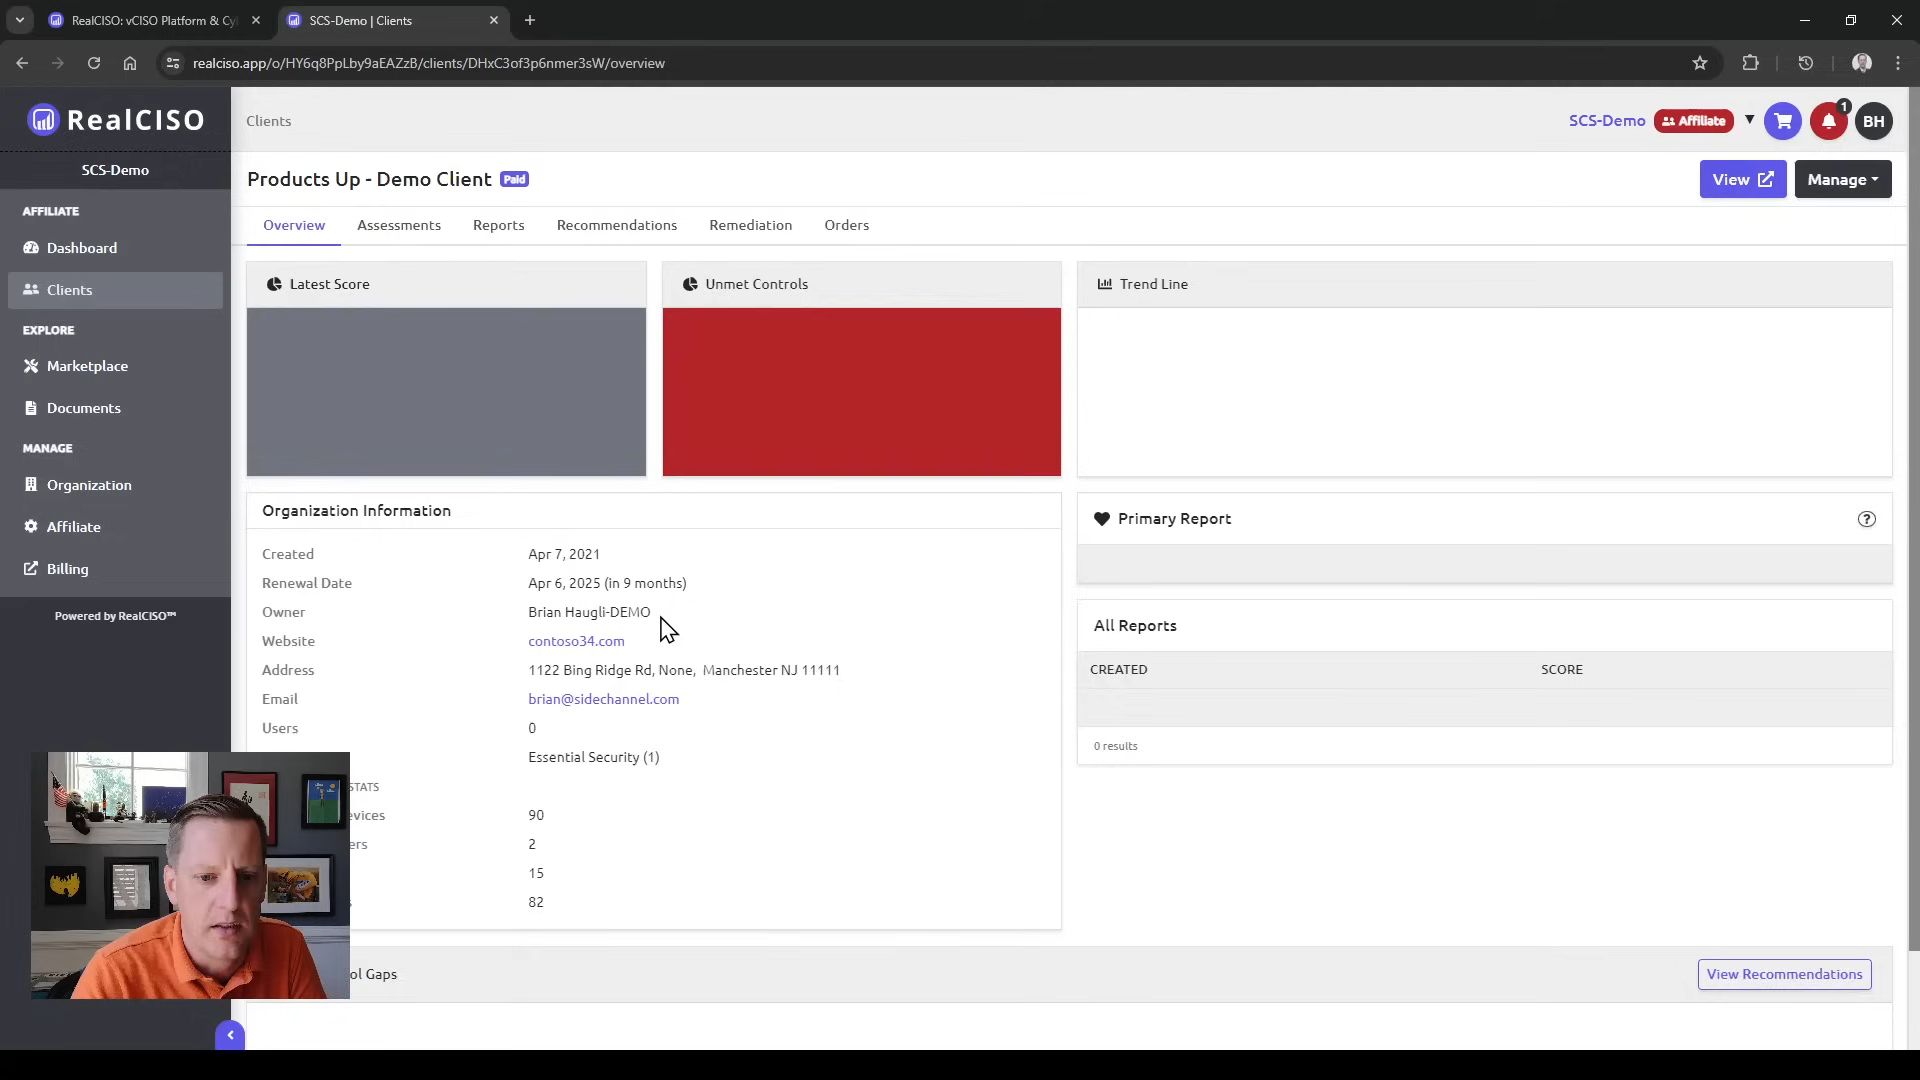 RealCISO: vCISO Platform & Cy
SCS-Demo | Clients
realciso.app/o/HY6q8PpLby9aEAZzB/clients/DHxC3of3p6nmer3sW/overview
RealCISO
Clients
SCS-Demo
Affiliate
1
BH
SCS-Demo
Products Up - Demo Client
Paid
View
Manage
AFFILIATE
Dashboard
Clients
EXPLORE
Marketplace
Documents
MANAGE
Organization
Affiliate
Billing
Powered by RealCISO™
Overview
Assessments
Reports
Recommendations
Remediation
Orders
Latest Score
Unmet Controls
Trend Line
Organization Information
Created Apr 7, 2021
Renewal Date Apr 6, 2025 (in 9 months)
Owner Brian Haugli-DEMO
Website contoso34.com
Address 1122 Bing Ridge Rd, None, Manchester NJ 11111
Email brian@sidechannel.com
Users 0
Essential Security (1)
STATS
evices 90
ers 2
15
s 82
Primary Report
All Reports
CREATED SCORE
0 results
ol Gaps
View Recommendations